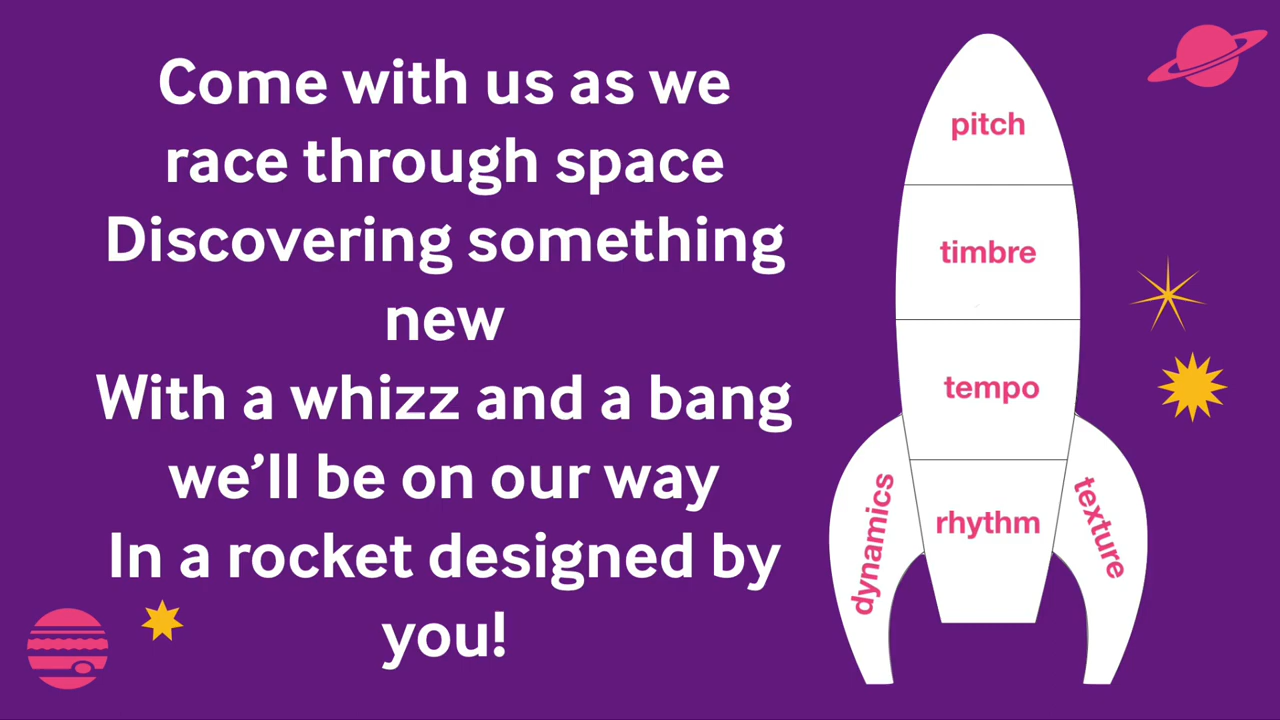 Come with us as we
race through space
Discovering something
new
With a whizz and a bang
we’ll be on our way
In a rocket designed by
you!
pitch
timbre
tempo
rhythm
dynamics
texture